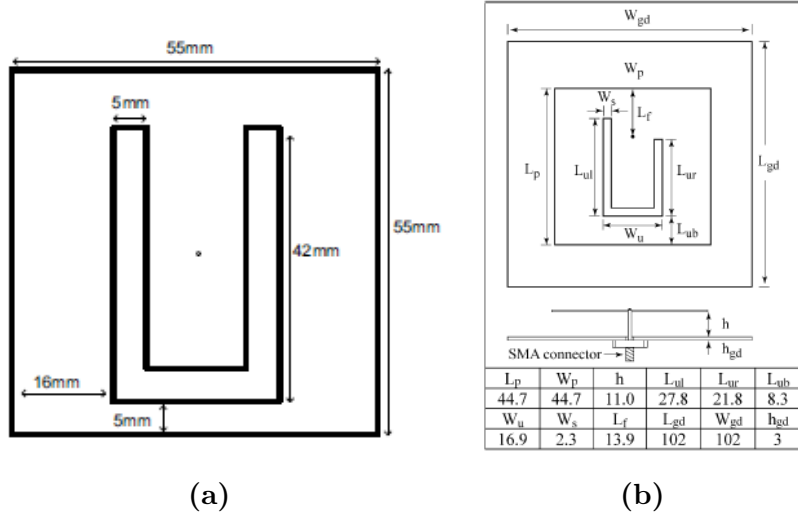 55mm
5mm
42mm
55mm
16mm
5mm
(a)
W_gd
W_p
W_s
L_f
L_p
L_ul
L_ur
L_gd
W_u
L_ub
h
h_gd
SMA connector
L_p W_p h L_ul L_ur L_ub
44.7 44.7 11.0 27.8 21.8 8.3
W_u W_s L_f L_gd W_gd h_gd
16.9 2.3 13.9 102 102 3
(b)